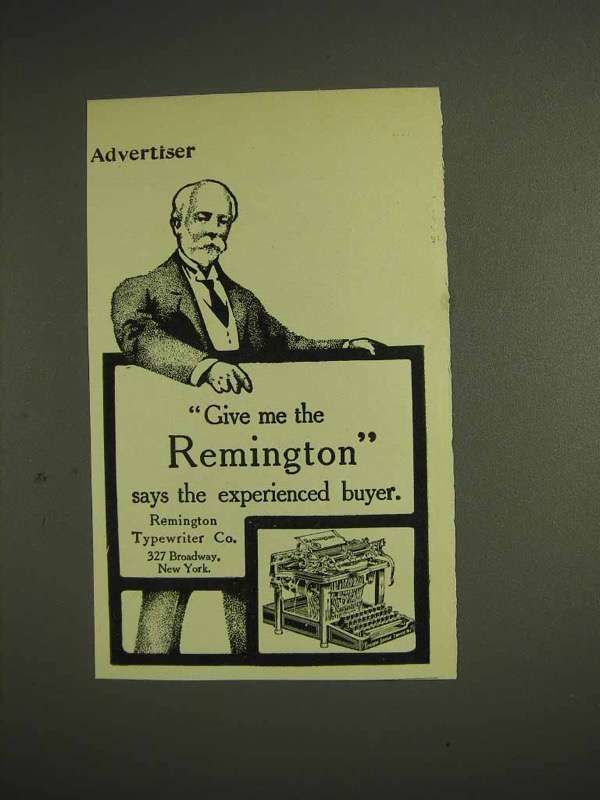 Advertiser
"Give me the
Remington"
says the experienced buyer.
Remington
Typewriter Co.
327 Broadway,
New York.